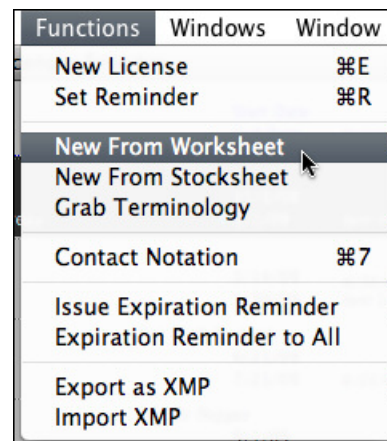 Functions Windows Window
New License ⌘E
Set Reminder ⌘R
New From Worksheet
New From Stocksheet
Grab Terminology
Contact Notation ⌘7
Issue Expiration Reminder
Expiration Reminder to All
Export as XMP
Import XMP